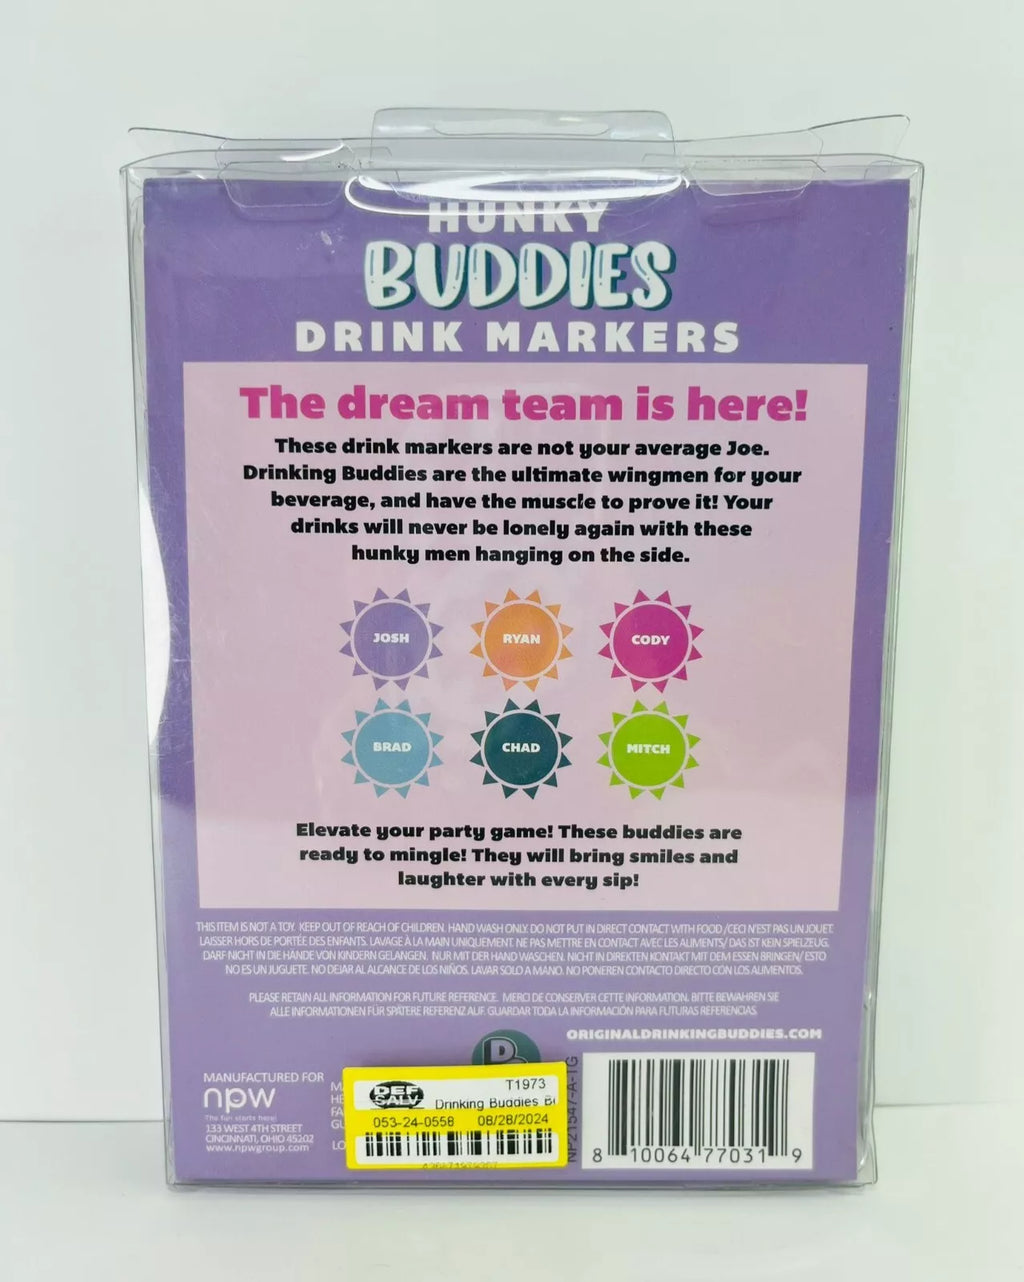 HUNKY
BUDDIES
DRINK MARKERS
The dream team is here!
These drink markers are not your average Joe.
Drinking Buddies are the ultimate wingmen for your
beverage, and have the muscle to prove it! Your
drinks will never be lonely again with these
hunky men hanging on the side.
JOSH RYAN CODY
BRAD CHAD MITCH
Elevate your party game! These buddies are
ready to mingle! They will bring smiles and
laughter with every sip!
THIS ITEM IS NOT A TOY. KEEP OUT OF REACH OF CHILDREN. HAND WASH ONLY. DO NOT PUT IN DIRECT CONTACT WITH FOOD /CECI N'EST PAS UN JOUET.
LAISSER HORS DE PORTÉE DES ENFANTS. LAVAGE À LA MAIN UNIQUEMENT. NE PAS METTRE EN CONTACT AVEC LES ALIMENTS/ DAS IST KEIN SPIELZEUG.
DARF NICHT IN DIE HÄNDE VON KINDERN GELANGEN. NUR MIT DER HAND WASCHEN. NICHT IN DIREKTEN KONTAKT MIT DEM ESSEN BRINGEN/ ESTO
NO ES UN JUGUETE. NO DEJAR AL ALCANCE DE LOS NIÑOS. LAVAR SOLO A MANO. NO PONER EN CONTACTO DIRECTO CON LOS ALIMENTOS.
PLEASE RETAIN ALL INFORMATION FOR FUTURE REFERENCE. MERCI DE CONSERVER CETTE INFORMATION. BITTE BEWAHREN SIE
ALLE INFORMATIONEN FÜR SPÄTERE REFERENZ AUF. GUARDAR TODA LA INFORMACIÓN PARA FUTURAS REFERENCIAS.
ORIGINALDRINKINGBUDDIES.COM
MANUFACTURED FOR
npw
The fun starts here!
133 WEST 4TH STREET
CINCINNATI, OHIO 45202
www.npwgroup.com
DEF
SALV
T1973
Drinking Buddies
053-24-0558 08/28/2024
NP21547-A-TG
8 10064 77031 9